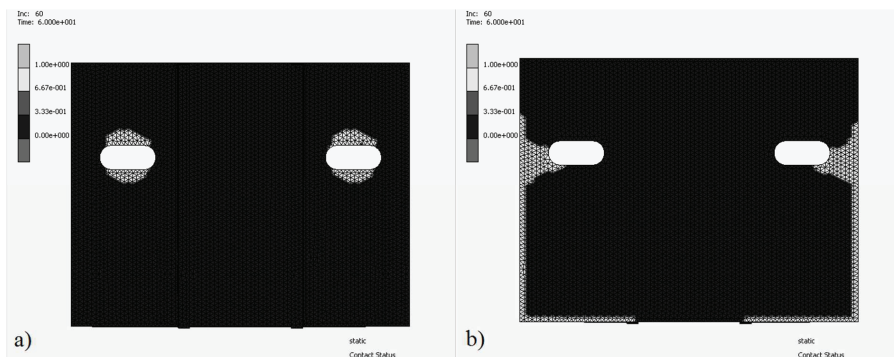 Inc: 60
Time: 6.000e+001
1.00e+000
6.67e-001
3.33e-001
0.00e+000
a)
static
Contact Status
Inc: 60
Time: 6.000e+001
1.00e+000
6.67e-001
3.33e-001
0.00e+000
b)
static
Contact Status